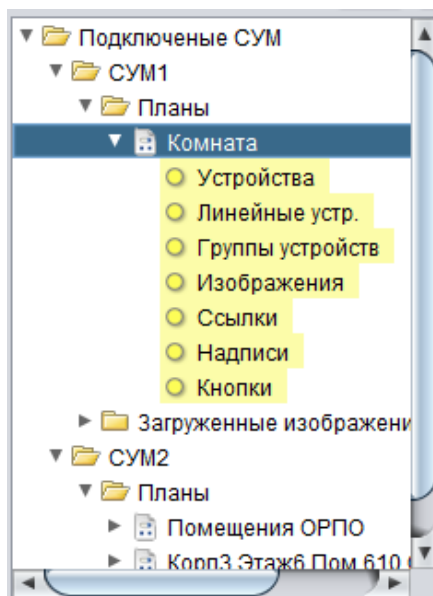 Подключеные СУМ
СУМ1
Планы
Комната
Устройства
Линейные устр.
Группы устройств
Изображения
Ссылки
Надписи
Кнопки
Загруженные изображени
СУМ2
Планы
Помещения ОРПО
Корп3 Этаж6 Пом 610